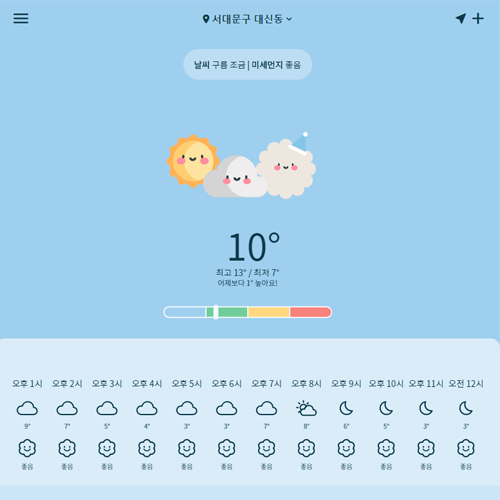 서대문구 대신동
날씨 구름 조금 | 미세먼지 좋음
10°
최고 13° / 최저 7°
어제보다 1° 높아요!
오후 1시 오후 2시 오후 3시 오후 4시 오후 5시 오후 6시 오후 7시 오후 8시 오후 9시 오후 10시 오후 11시 오전 12시
9° 7° 5° 4° 3° 3° 7° 8° 6° 5° 3° 3°
좋음 좋음 좋음 좋음 좋음 좋음 좋음 좋음 좋음 좋음 좋음 좋음